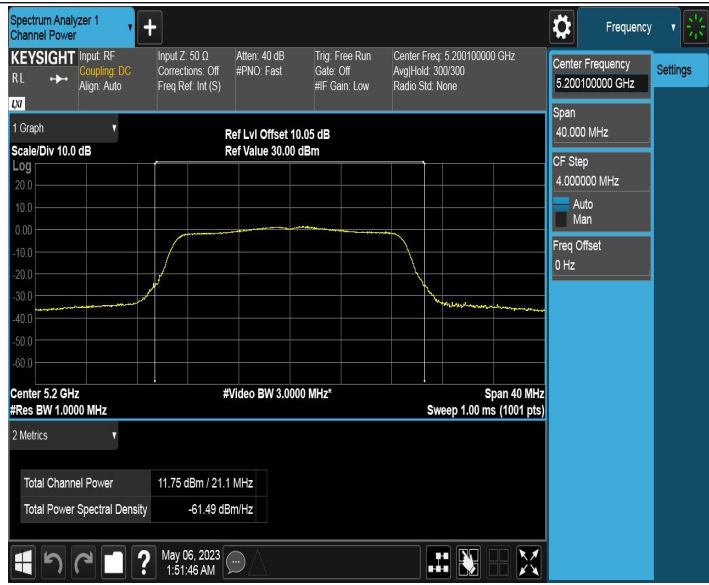 Spectrum Analyzer 1
Channel Power
Frequency
KEYSIGHT
RL
LXI
Input: RF
Coupling: DC
Align: Auto
Input Z: 50 Ω
Corrections: Off
Freq Ref: Int (S)
Atten: 40 dB
#PNO: Fast
Trig: Free Run
Gate: Off
#IF Gain: Low
Center Freq: 5.200100000 GHz
Avg|Hold: 300/300
Radio Std: None
Center Frequency
5.200100000 GHz
Settings
Span
40.000 MHz
CF Step
4.000000 MHz
Auto
Man
Freq Offset
0 Hz
1 Graph
Scale/Div 10.0 dB
Ref Lvl Offset 10.05 dB
Ref Value 30.00 dBm
Log
20.0
10.0
0.00
-10.0
-20.0
-30.0
-40.0
-50.0
-60.0
Center 5.2 GHz
#Video BW 3.0000 MHz*
Span 40 MHz
#Res BW 1.0000 MHz
Sweep 1.00 ms (1001 pts)
2 Metrics
Total Channel Power 11.75 dBm / 21.1 MHz
Total Power Spectral Density -61.49 dBm/Hz
?
May 06, 2023
1:51:46 AM